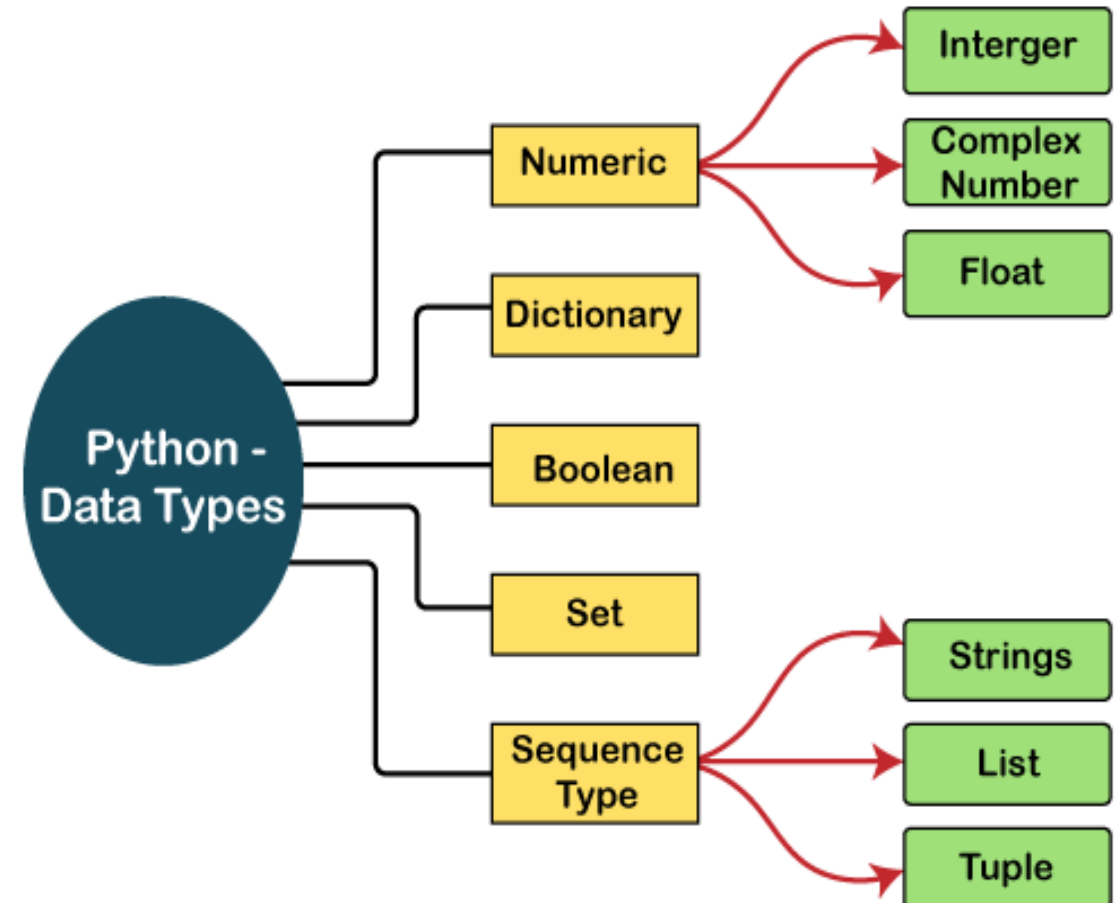 Python -
Data Types
Numeric
Dictionary
Boolean
Set
Sequence
Type
Interger
Complex
Number
Float
Strings
List
Tuple